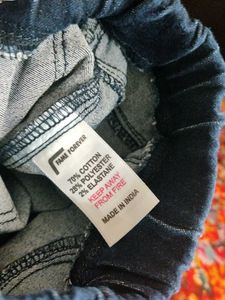 FAME FOREVER
70% COTTON
28% POLYESTER
2% ELASTANE
KEEP AWAY
FROM FIRE
MADE IN INDIA